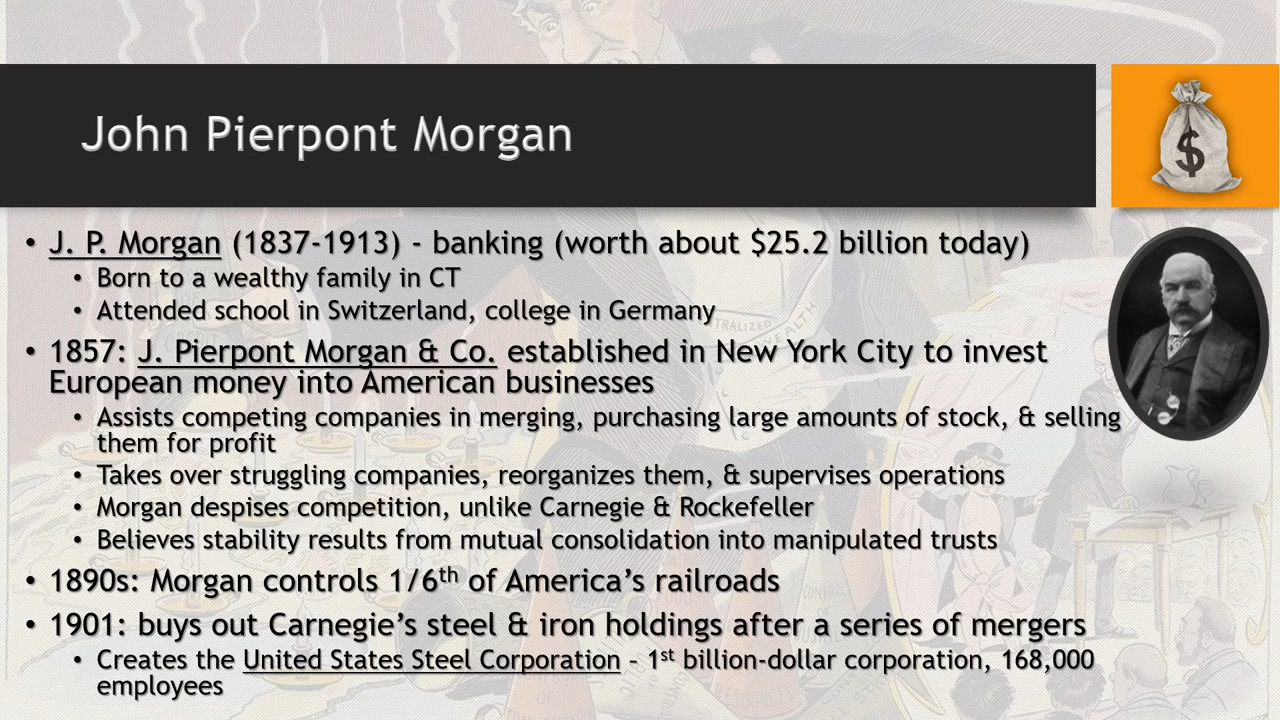 John Pierpont Morgan
$
• J. P. Morgan (1837-1913) - banking (worth about $25.2 billion today)
• Born to a wealthy family in CT
• Attended school in Switzerland, college in Germany
• 1857: J. Pierpont Morgan & Co. established in New York City to invest
European money into American businesses
• Assists competing companies in merging, purchasing large amounts of stock, & selling
them for profit
• Takes over struggling companies, reorganizes them, & supervises operations
• Morgan despises competition, unlike Carnegie & Rockefeller
• Believes stability results from mutual consolidation into manipulated trusts
• 1890s: Morgan controls 1/6th of America’s railroads
• 1901: buys out Carnegie’s steel & iron holdings after a series of mergers
• Creates the United States Steel Corporation – 1st billion-dollar corporation, 168,000
employees